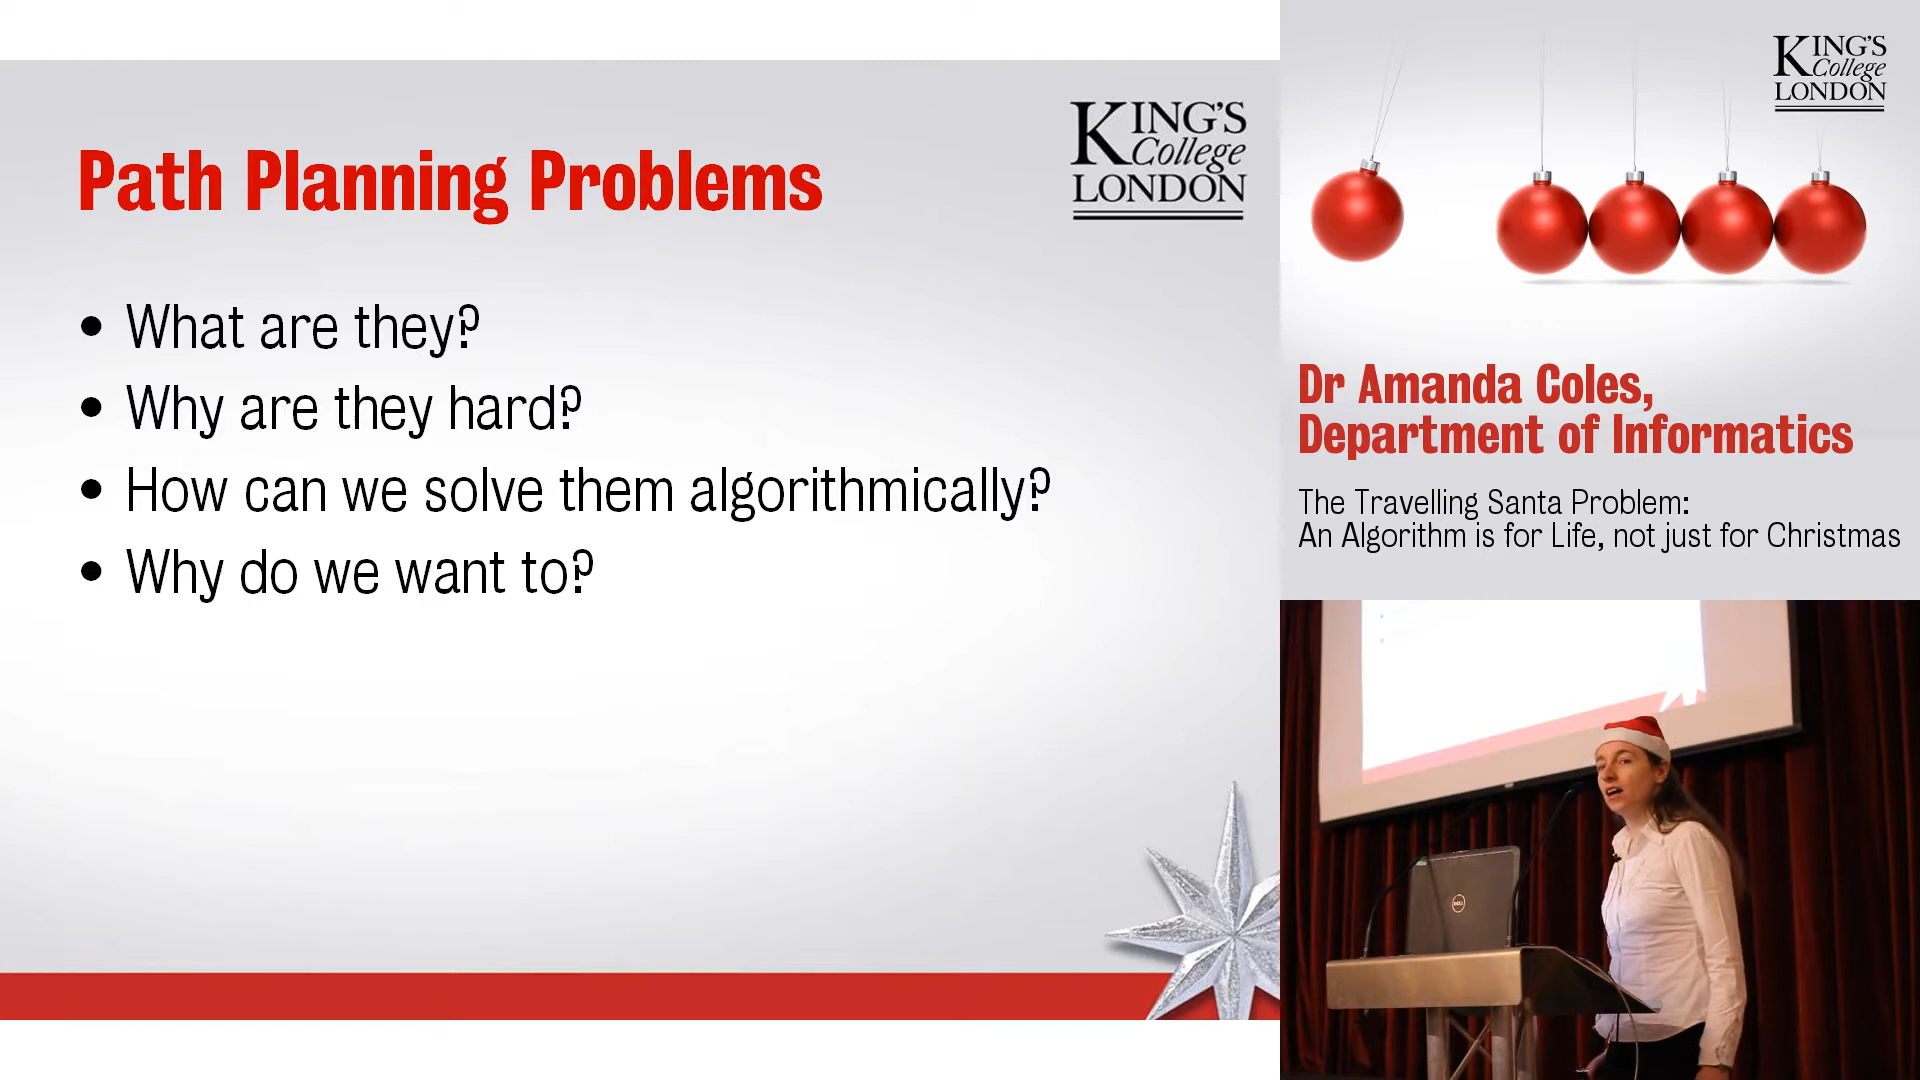 Path Planning Problems
KING'S
College
LONDON
• What are they?
• Why are they hard?
• How can we solve them algorithmically?
• Why do we want to?
KING'S
College
LONDON
Dr Amanda Coles,
Department of Informatics
The Travelling Santa Problem:
An Algorithm is for Life, not just for Christmas
DELL